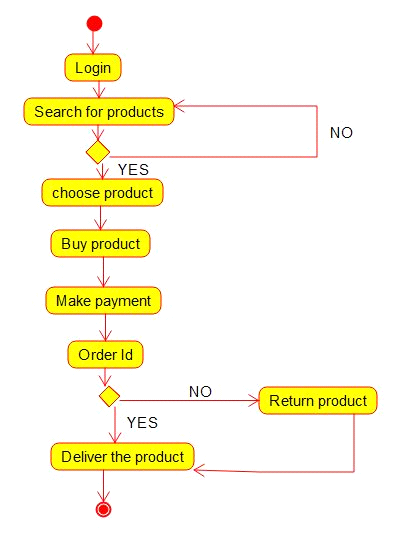 Login
Search for products
NO
YES
choose product
Buy product
Make payment
Order Id
NO
Return product
YES
Deliver the product